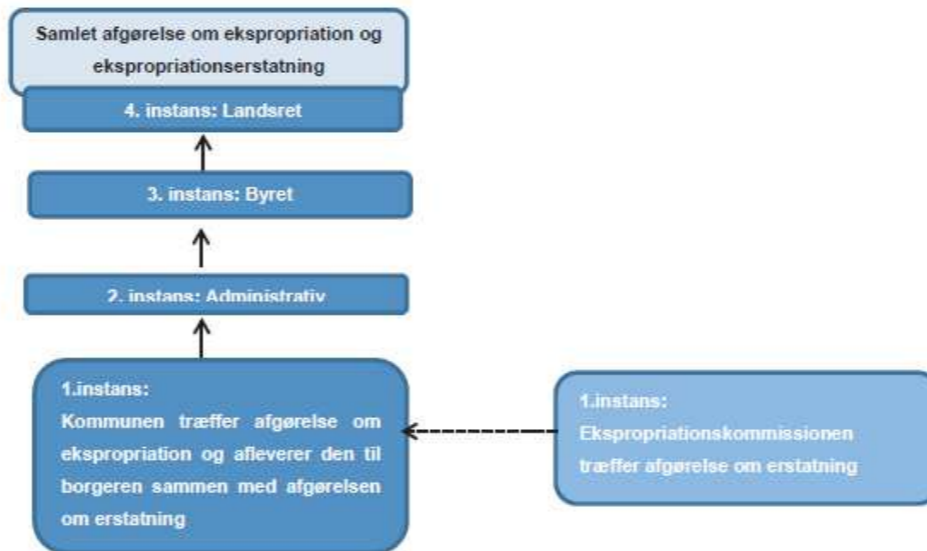 Samlet afgørelse om ekspropriation og
ekspropriationserstatning
4. instans: Landsret
3. instans: Byret
2. instans: Administrativ
1.instans:
Kommunen træffer afgørelse om
ekspropriation og afleverer den til
borgeren sammen med afgørelsen
om erstatning
1.instans:
Ekspropriationskommissionen
træffer afgørelse om erstatning